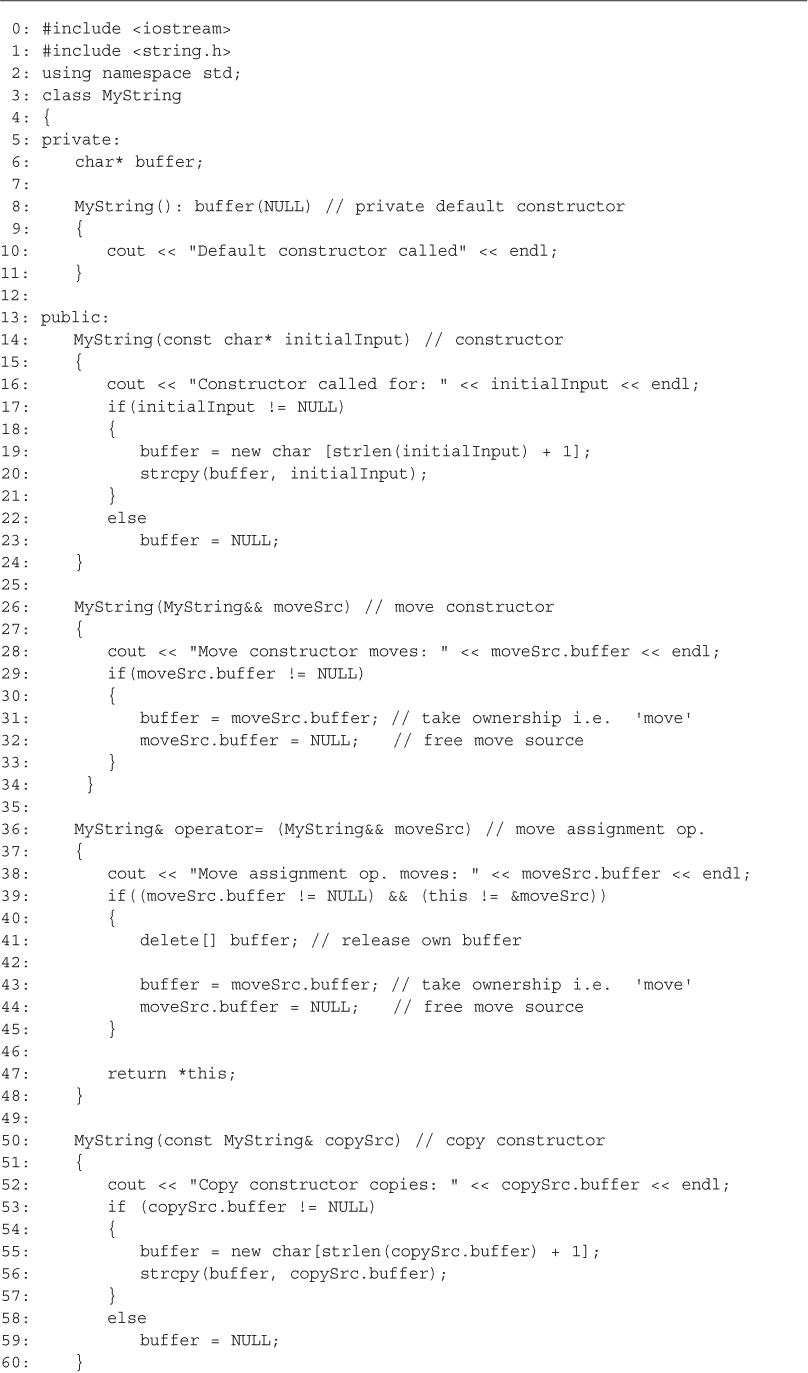 0: #include <iostream>
1: #include <string.h>
2: using namespace std;
3: class MyString
4: {
5: private:
6:    char* buffer;
7:
8:    MyString(): buffer(NULL) // private default constructor
9:    {
10:       cout << "Default constructor called" << endl;
11:    }
12:
13: public:
14:    MyString(const char* initialInput) // constructor
15:    {
16:       cout << "Constructor called for: " << initialInput << endl;
17:       if(initialInput != NULL)
18:       {
19:          buffer = new char [strlen(initialInput) + 1];
20:          strcpy(buffer, initialInput);
21:       }
22:       else
23:          buffer = NULL;
24:    }
25:
26:    MyString(MyString&& moveSrc) // move constructor
27:    {
28:       cout << "Move constructor moves: " << moveSrc.buffer << endl;
29:       if(moveSrc.buffer != NULL)
30:       {
31:          buffer = moveSrc.buffer; // take ownership i.e.  'move'
32:          moveSrc.buffer = NULL;   // free move source
33:       }
34:     }
35:
36:    MyString& operator= (MyString&& moveSrc) // move assignment op.
37:    {
38:       cout << "Move assignment op. moves: " << moveSrc.buffer << endl;
39:       if((moveSrc.buffer != NULL) && (this != &moveSrc))
40:       {
41:          delete[] buffer; // release own buffer
42:
43:          buffer = moveSrc.buffer; // take ownership i.e.  'move'
44:          moveSrc.buffer = NULL;   // free move source
45:       }
46:
47:       return *this;
48:    }
49:
50:    MyString(const MyString& copySrc) // copy constructor
51:    {
52:       cout << "Copy constructor copies: " << copySrc.buffer << endl;
53:       if (copySrc.buffer != NULL)
54:       {
55:          buffer = new char[strlen(copySrc.buffer) + 1];
56:          strcpy(buffer, copySrc.buffer);
57:       }
58:       else
59:          buffer = NULL;
60:    }